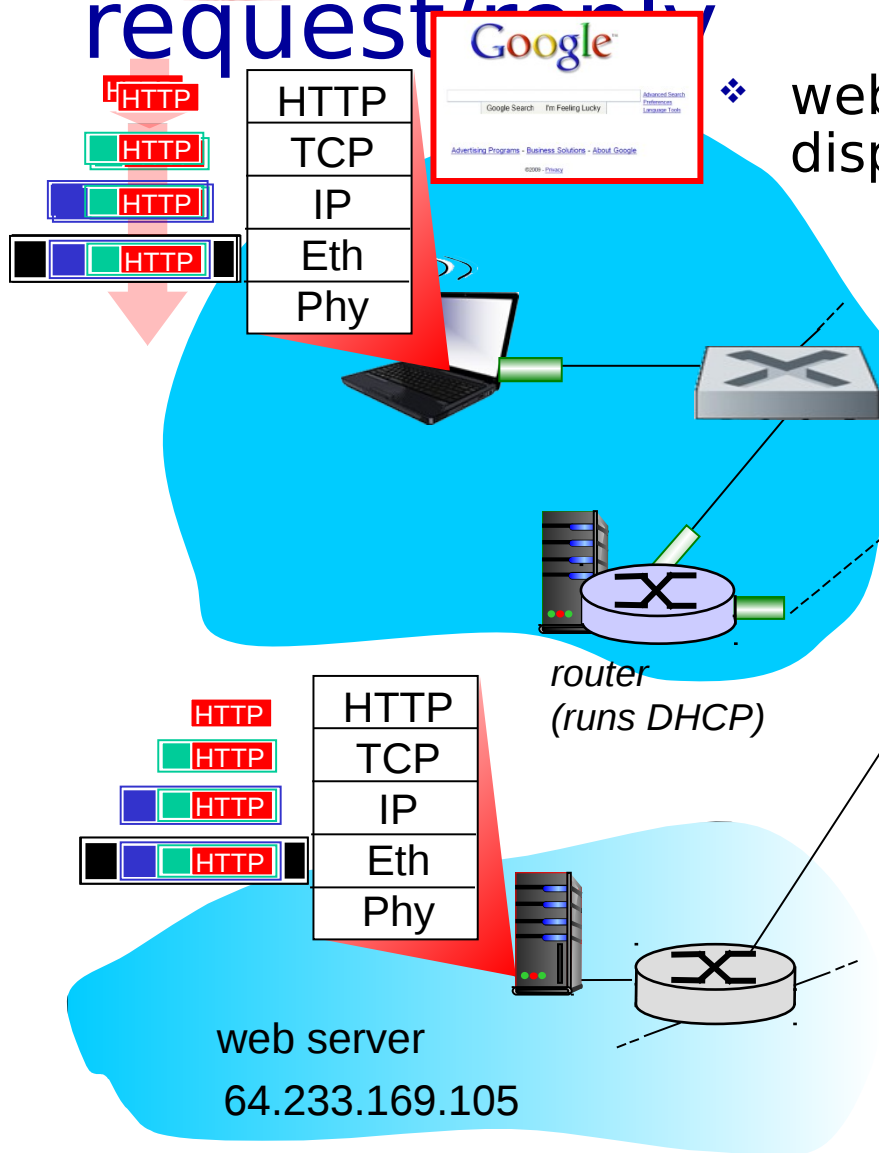 request/reply
Google
Advanced Search
Preferences
Language Tools
Google Search I'm Feeling Lucky
Advertising Programs - Business Solutions - About Google
©2009 - Privacy
❖ web
disp
HTTP
HTTP
HTTP
HTTP
HTTP
HTTP
TCP
IP
Eth
Phy
router
(runs DHCP)
HTTP
HTTP
HTTP
HTTP
HTTP
TCP
IP
Eth
Phy
web server
64.233.169.105